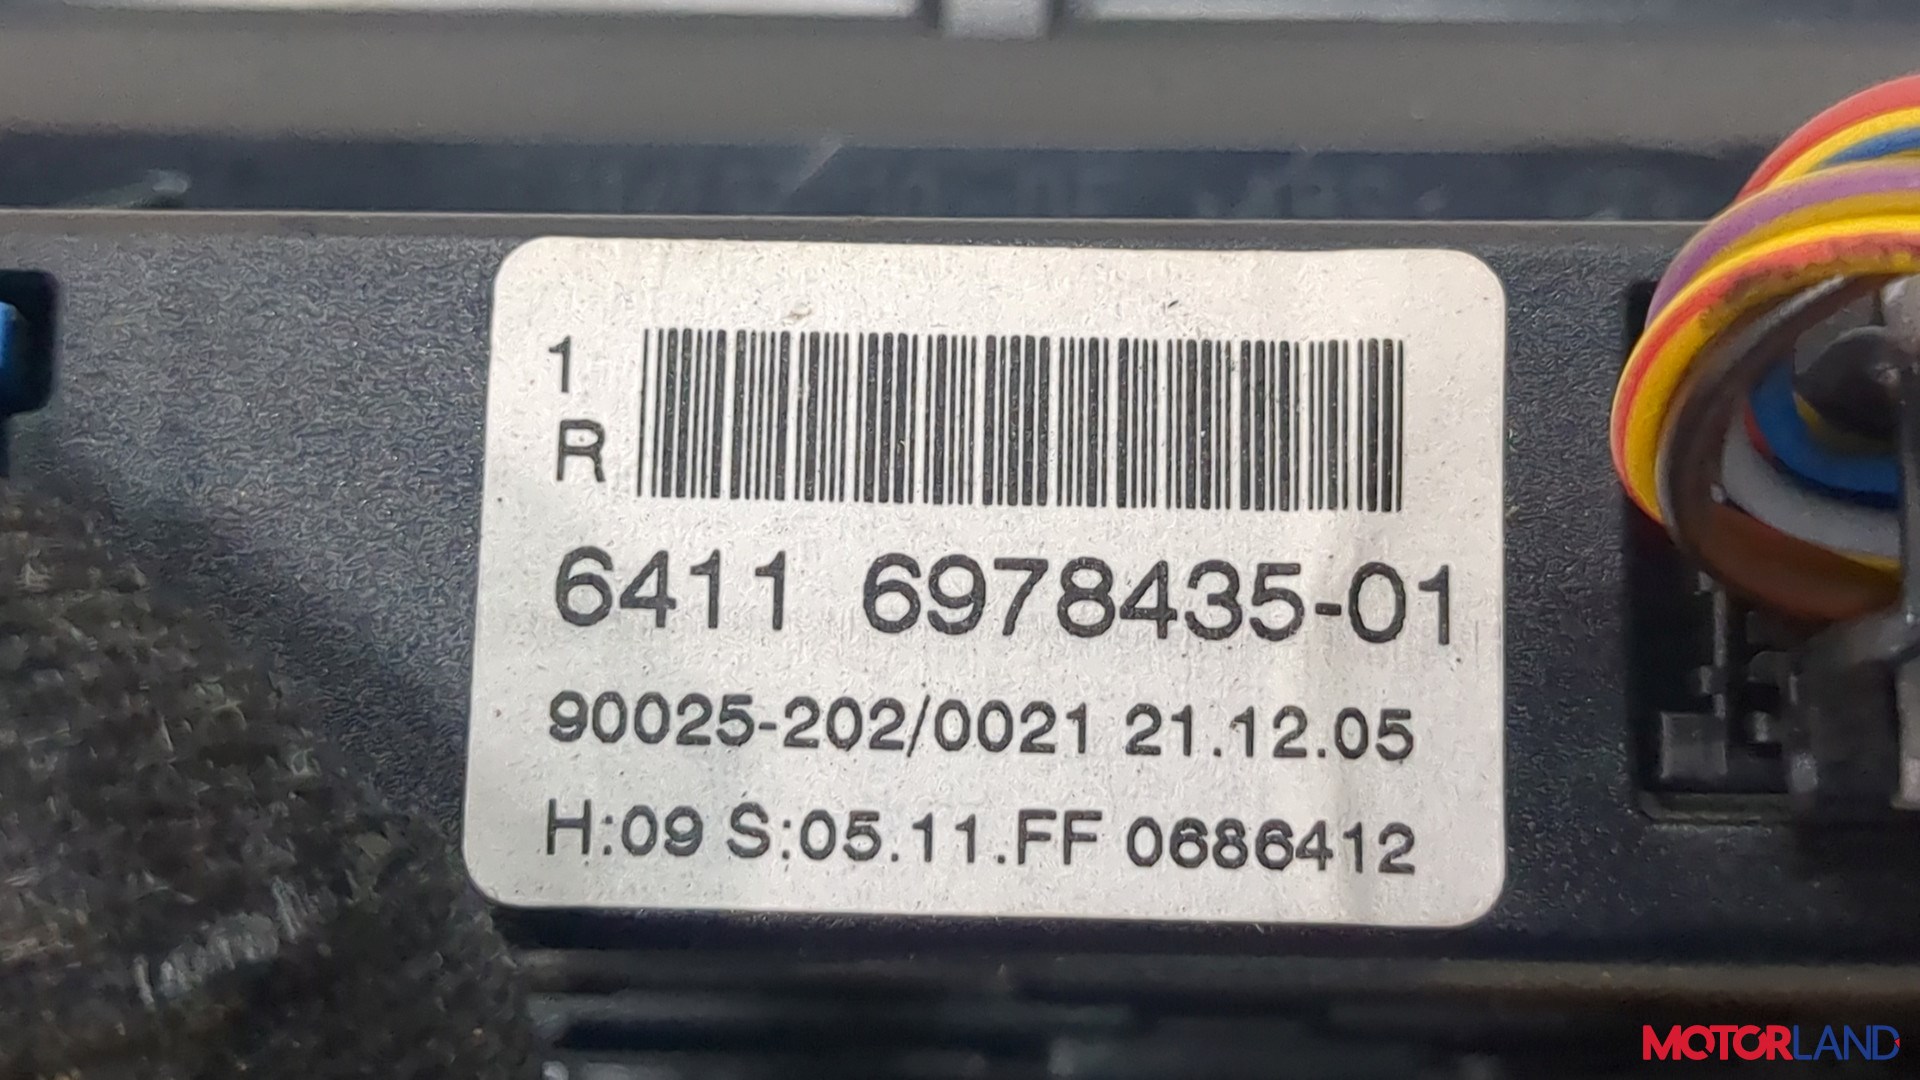 1
R
6411 6978435-01
90025-202/0021 21.12.05
H:09 S:05.11.FF 0686412
MOTORLAND